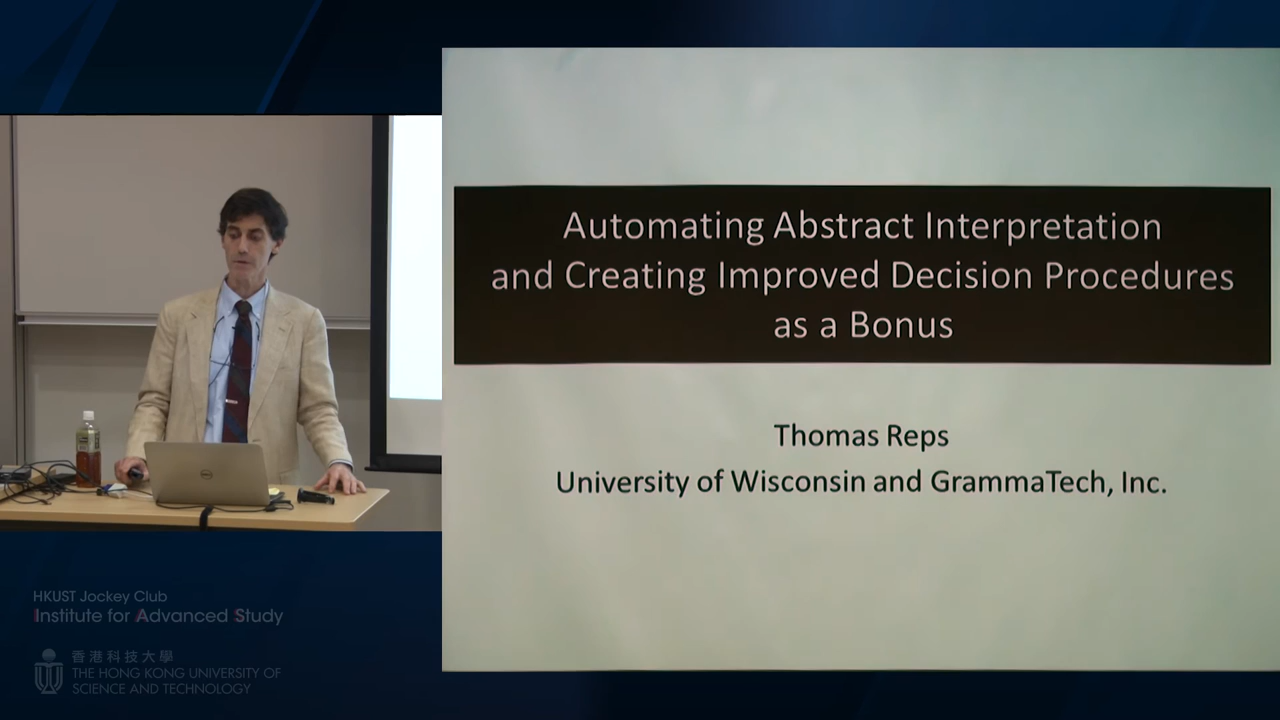 Automating Abstract Interpretation
and Creating Improved Decision Procedures
as a Bonus
Thomas Reps
University of Wisconsin and GrammaTech, Inc.
HKUST Jockey Club
Institute for Advanced Study
香港科技大學
THE HONG KONG UNIVERSITY OF
SCIENCE AND TECHNOLOGY